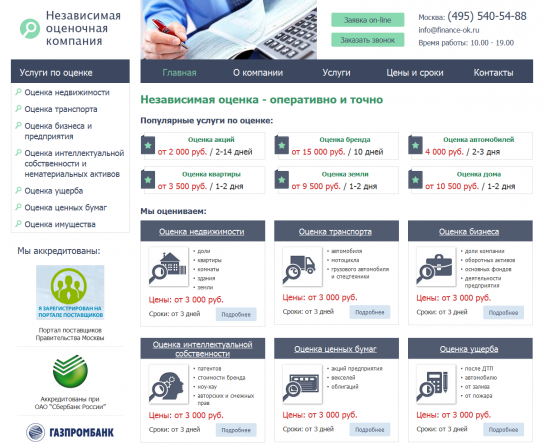 Независимая
оценочная
компания
Заявка on-line
Заказать звонок
Москва: (495) 540-54-88
info@finance-ok.ru
Время работы: 10.00 - 19.00
Услуги по оценке
Главная
О компании
Услуги
Цены и сроки
Контакты
Оценка недвижимости
Оценка транспорта
Оценка бизнеса и
предприятия
Оценка интеллектуальной
собственности и
нематериальных активов
Оценка ущерба
Оценка ценных бумаг
Оценка имущества
Мы аккредитованы:
Я ЗАРЕГИСТРИРОВАН НА
ПОРТАЛЕ ПОСТАВЩИКОВ
Портал поставщиков
Правительства Москвы
Аккредитованы при
ОАО "Сбербанк России"
ГАЗПРОМБАНК
Независимая оценка - оперативно и точно
Популярные услуги по оценке:
Оценка акций
от 2 000 руб. / 2-14 дней
Оценка бренда
от 15 000 руб. / 10 дней
Оценка автомобилей
4 000 руб. / 2-3 дня
Оценка квартиры
от 3 500 руб. / 1-2 дня
Оценка земли
от 9 500 руб. / 1-2 дня
Оценка дома
от 10 500 руб. / 1-2 дня
Мы оцениваем:
Оценка недвижимости
доли
квартиры
комнаты
здания
земли
Цены: от 3 000 руб.
Сроки: от 3 дней
Подробнее
Оценка транспорта
автомобиля
мотоцикла
грузового автомобиля
и спецтехники
Цены: от 3 000 руб.
Сроки: от 3 дней
Подробнее
Оценка бизнеса
доли компании
оборотных активов
основных фондов
деятельности
предприятия
Цены: от 3 000 руб.
Сроки: от 3 дней
Подробнее
Оценка интеллектуальной
собственности
патентов
стоимости бренда
ноу-хау
авторских и смежных
прав
Цены: от 3 000 руб.
Сроки: от 3 дней
Подробнее
Оценка ценных бумаг
акций предприятия
векселей
облигаций
Цены: от 3 000 руб.
Сроки: от 3 дней
Подробнее
Оценка ущерба
после ДТП
автомобилю
от залива
от пожара
Цены: от 3 000 руб.
Сроки: от 3 дней
Подробнее